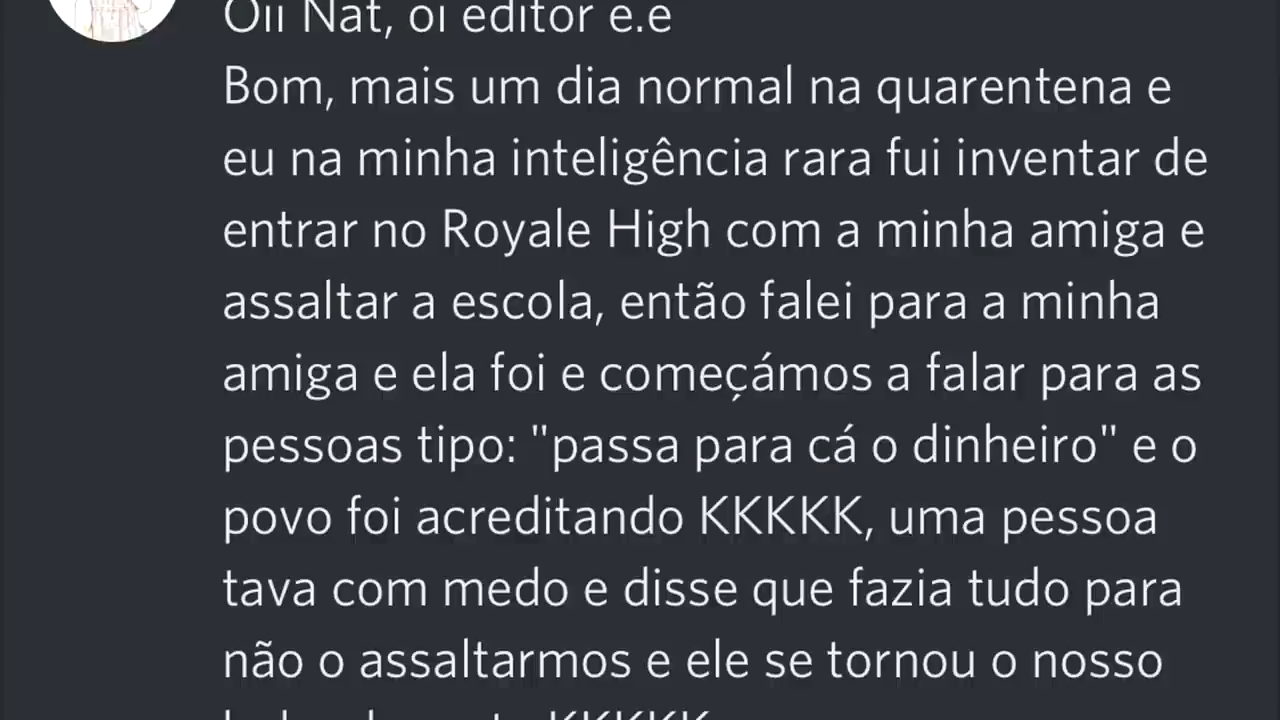 Oii Nat, oi editor e.e
Bom, mais um dia normal na quarentena e
eu na minha inteligência rara fui inventar de
entrar no Royale High com a minha amiga e
assaltar a escola, então falei para a minha
amiga e ela foi e começámos a falar para as
pessoas tipo: "passa para cá o dinheiro" e o
povo foi acreditando KKKKK, uma pessoa
tava com medo e disse que fazia tudo para
não o assaltarmos e ele se tornou o nosso
KKKKK